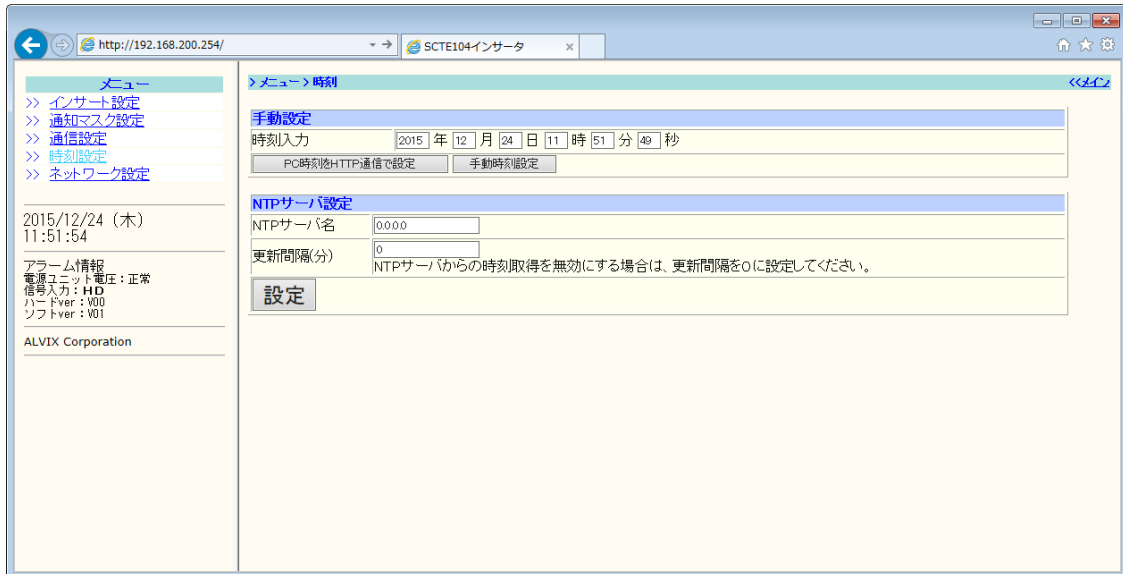 http://192.168.200.254/
SCTE104インサータ
メニュー
>> インサート設定
>> 通知マスク設定
>> 通信設定
>> 時刻設定
>> ネットワーク設定
2015/12/24 (木)
11:51:54
アラーム情報
電源ユニット電圧:正常
信号入力:HD
ハードver:V00
ソフトver:V01
ALVIX Corporation
> メニュー > 時刻 <<メイン
手動設定
時刻入力 2015 年 12 月 24 日 11 時 51 分 49 秒
PC時刻をHTTP通信で設定 手動時刻設定
NTPサーバ設定
NTPサーバ名 0.0.0.0
更新間隔(分) 0
NTPサーバからの時刻取得を無効にする場合は、更新間隔を0に設定してください。
設定